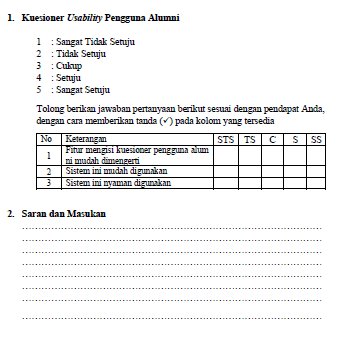 1. Kuesioner Usability Pengguna Alumni
1 : Sangat Tidak Setuju
2 : Tidak Setuju
3 : Cukup
4 : Setuju
5 : Sangat Setuju
Tolong berikan jawaban pertanyaan berikut sesuai dengan pendapat Anda,
dengan cara memberikan tanda (✓) pada kolom yang tersedia
No Keterangan STS TS C S SS
1 Fitur mengisi kuesioner pengguna alum
ni mudah dimengerti
2 Sistem ini mudah digunakan
3 Sistem ini nyaman digunakan
2. Saran dan Masukan